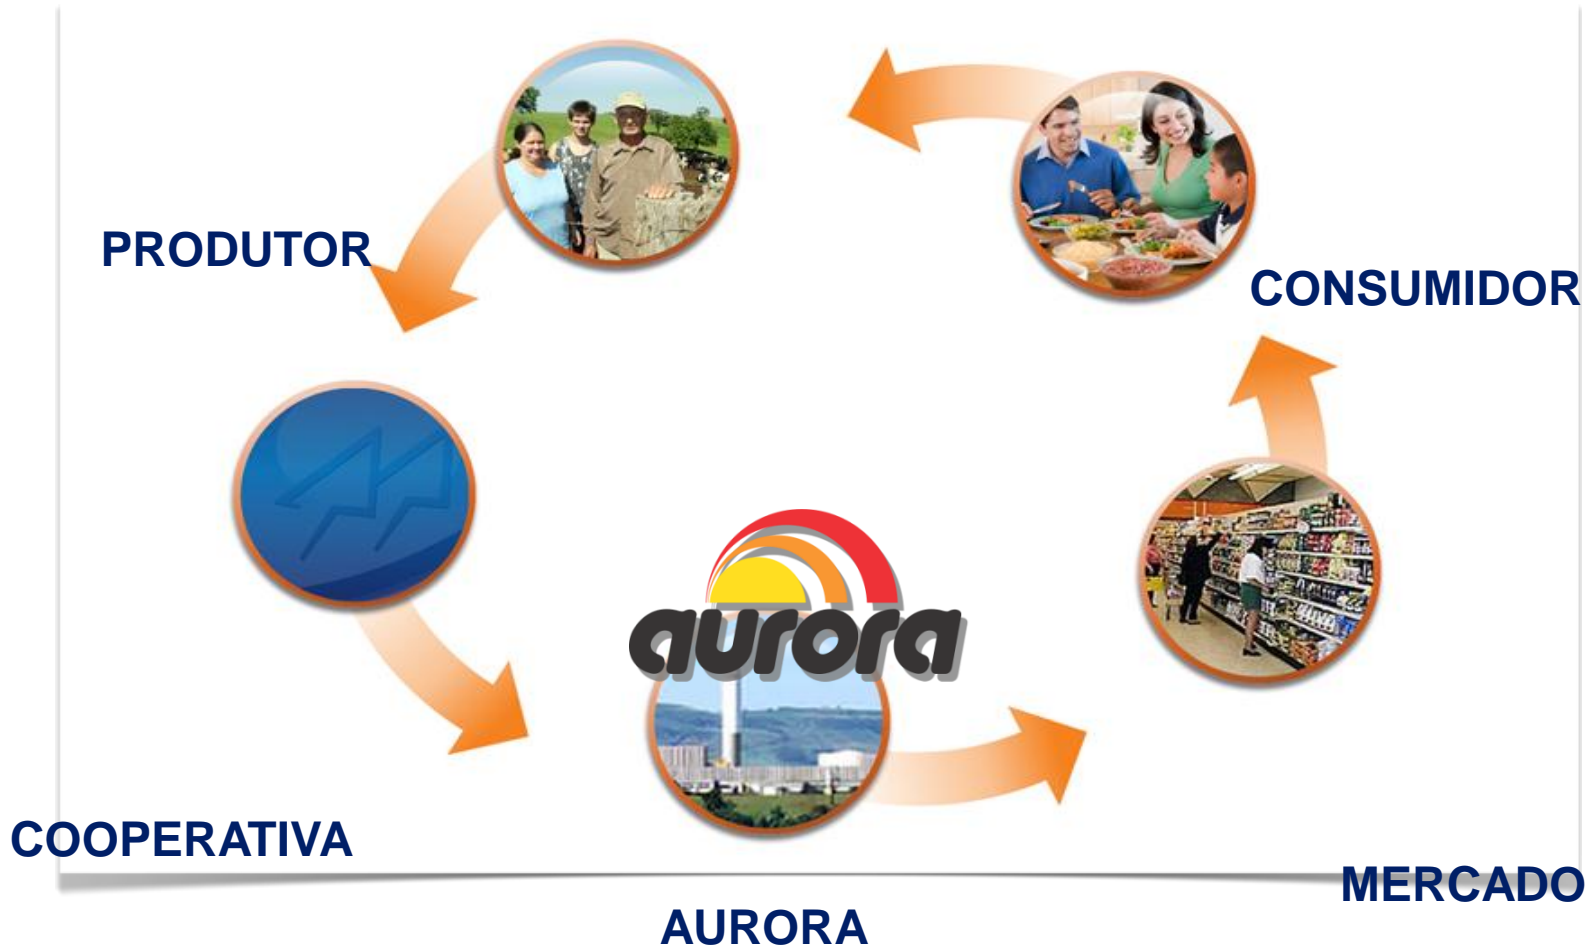 PRODUTOR
CONSUMIDOR
aurora
COOPERATIVA
MERCADO
AURORA